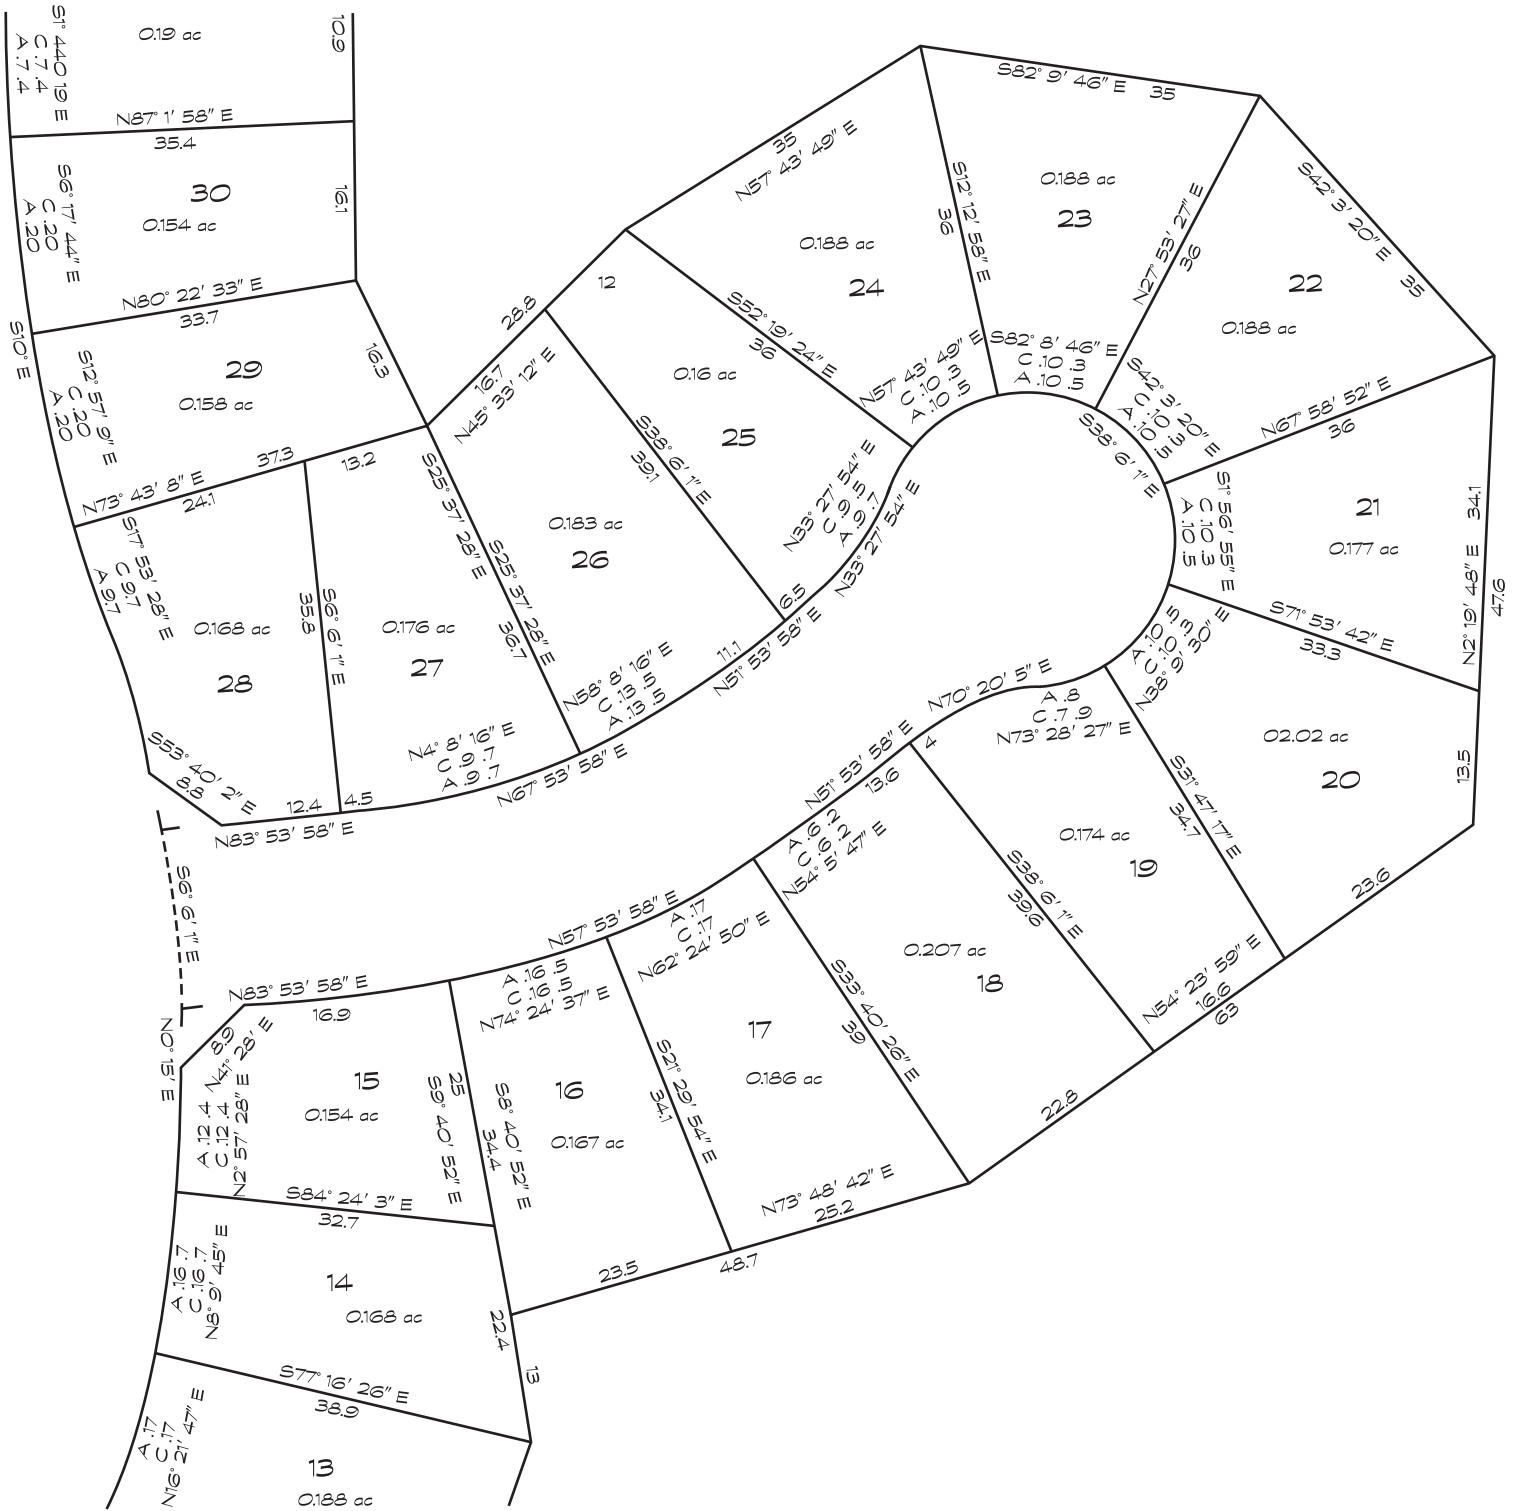 S1° 440 19 E
C .7 .4
A .7 .4
0.19 ac
10.9
N87° 1' 58" E
35.4
30
0.154 ac
16.1
S6° 17' 44" E
C .20
A .20
N80° 22' 33" E
33.7
S10° E
29
0.158 ac
16.3
S12° 57' 9" E
C .20
A .20
37.3
N73° 43' 8" E
24.1
13.2
S17° 53' 28" E
C 9.7
A 9.7
0.168 ac
28
35.8
S6° 6' 1" E
0.176 ac
27
S25° 37' 28" E
S25° 37' 28" E
36.7
S53° 40' 2" E
8.8
12.4
4.5
N83° 53' 58" E
N4° 8' 16" E
C .9 .7
A .9 .7
N67° 53' 58" E
28.8
12
16.7
N45° 33' 12" E
0.183 ac
26
N58° 8' 16" E
C .13 .5
A .13 .5
11.1
N51° 53' 58" E
0.16 ac
25
S38° 6' 1" E
39.1
6.5
N33° 27' 54" E
C .9 .5
A .9 .7
N33° 27' 54" E
35
N57° 43' 49" E
0.188 ac
24
S52° 19' 24" E
36
N57° 43' 49" E
C .10 .3
A .10 .5
S82° 9' 46" E 35
S12° 12' 58" E
36
0.188 ac
23
N27° 53' 27" E
36
S82° 8' 46" E
C .10 .3
A .10 .5
S42° 3' 20" E 35
22
0.188 ac
S42° 3' 20" E
C .10 .3
A .10 .5
S38° 6' 1" E
N67° 58' 52" E
36
21
0.177 ac
S1° 56' 55" E
C .10 .3
A .10 .5
34.1
N2° 19' 48" E
47.6
S71° 53' 42" E
33.3
A .10 .5
C .10 .3
N38° 9' 30" E
02.02 ac
20
13.5
23.6
S31° 47' 17" E
34.7
N70° 20' 5" E
A .8
C .7 .9
N73° 28' 27" E
4
0.174 ac
19
S38° 6' 1" E
39.6
N54° 23' 59" E
16.6
63
N51° 53' 58" E
13.6
A .6 .2
C .6 .2
N54° 5' 47" E
0.207 ac
18
22.8
S33° 40' 26" E
39
N57° 53' 58" E
A .17
C .17
N62° 24' 50" E
17
0.186 ac
S21° 29' 54" E
34.1
N73° 48' 42" E
25.2
48.7
23.5
A .16 .5
C .16 .5
N74° 24' 37" E
16
0.167 ac
S8° 40' 52" E
34.4
25
S9° 40' 52" E
S6° 6' 1" E
N83° 53' 58" E
16.9
N0° 15' E
8.9
N41° 28' E
15
0.154 ac
A .12 .4
C .12 .4
N2° 57' 28" E
S84° 24' 3" E
32.7
A .16 .7
C .16 .7
N8° 9' 45" E
14
0.168 ac
22.4
13
S77° 16' 26" E
38.9
A .17
C .17
N16° 21' 47" E
13
0.188 ac